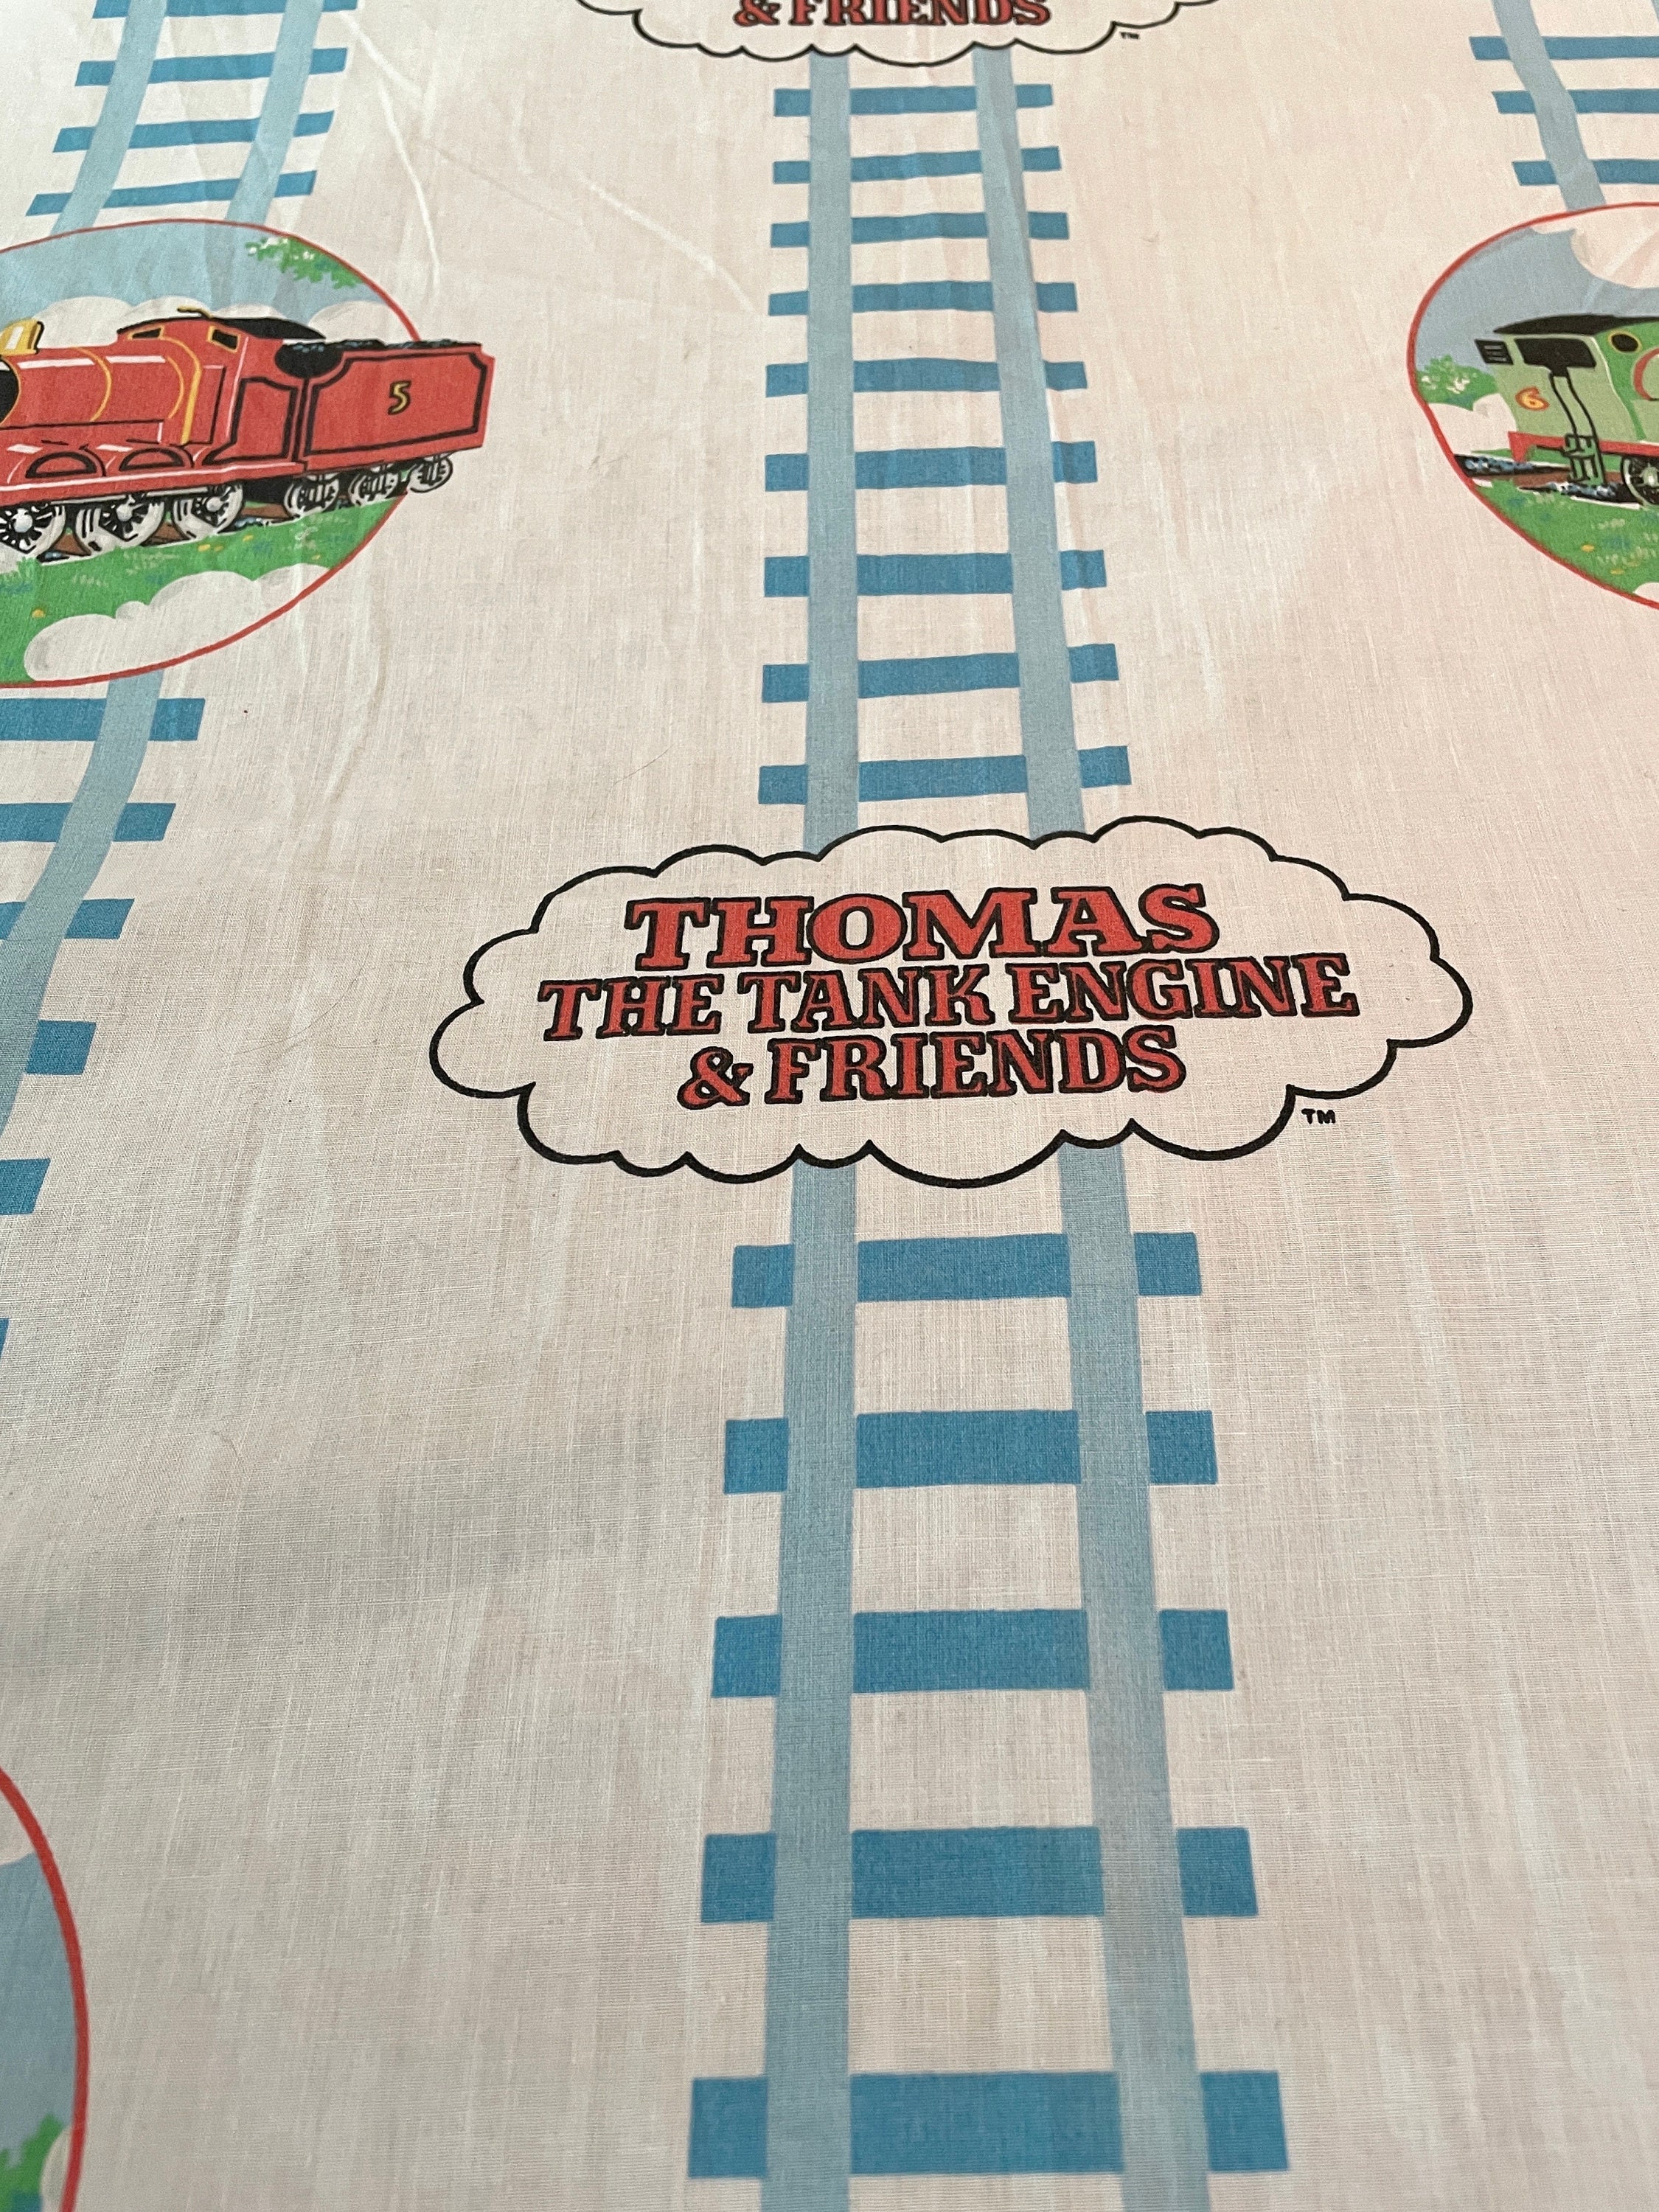 & FRIENDS
TM
5
6
THOMAS
THE TANK ENGINE
& FRIENDS
TM